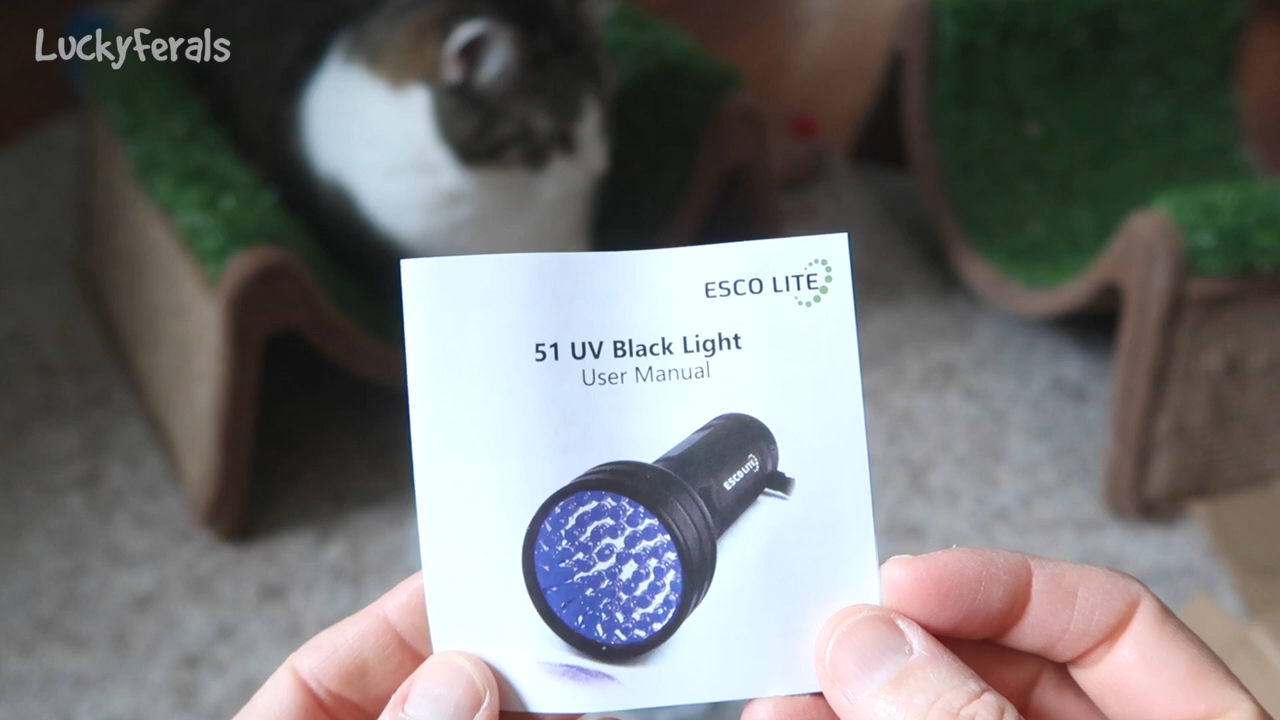 LuckyFerals
ESCO LITE
51 UV Black Light
User Manual
ESCO LITE